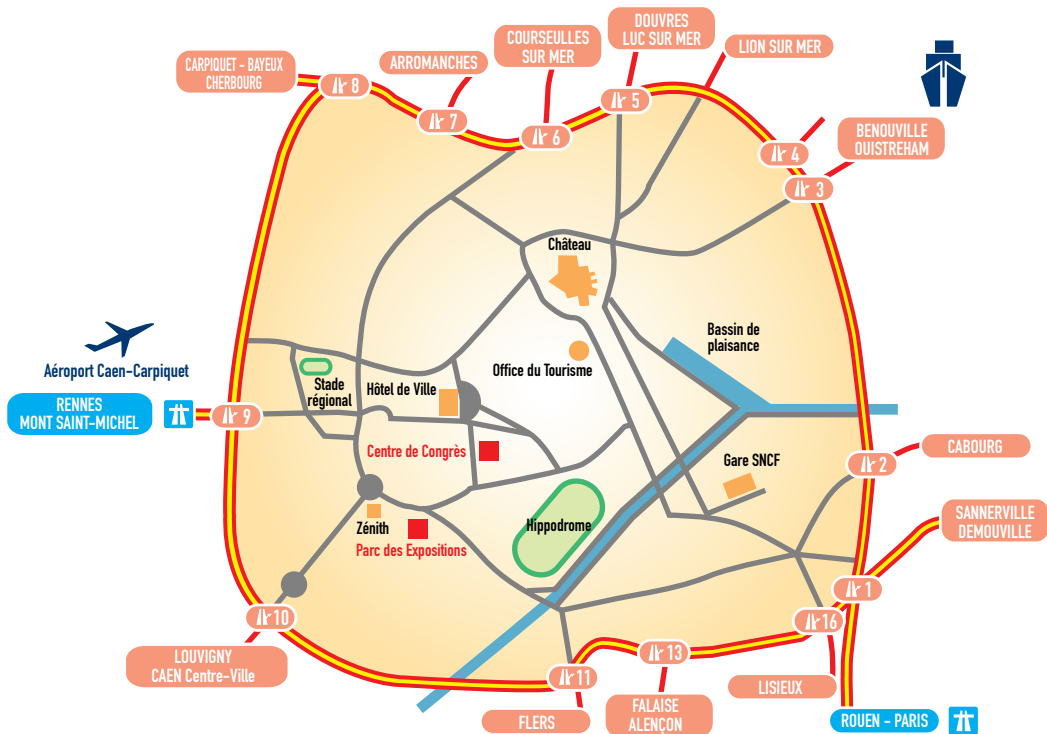 DOUVRES
LUC SUR MER
COURSEULLES
SUR MER
LION SUR MER
ARROMANCHES
CARPIQUET - BAYEUX
CHERBOURG
8
7
6
5
4
3
BENOUVILLE
OUISTREHAM
Château
Bassin de
plaisance
Aéroport Caen-Carpiquet
Office du Tourisme
Stade
régional
Hôtel de Ville
RENNES
MONT SAINT-MICHEL
9
Centre de Congrès
Gare SNCF
2
CABOURG
SANNERVILLE
DEMOUVILLE
Zénith
Parc des Expositions
Hippodrome
1
10
16
13
11
LOUVIGNY
CAEN Centre-Ville
LISIEUX
FALAISE
ALENÇON
FLERS
ROUEN - PARIS